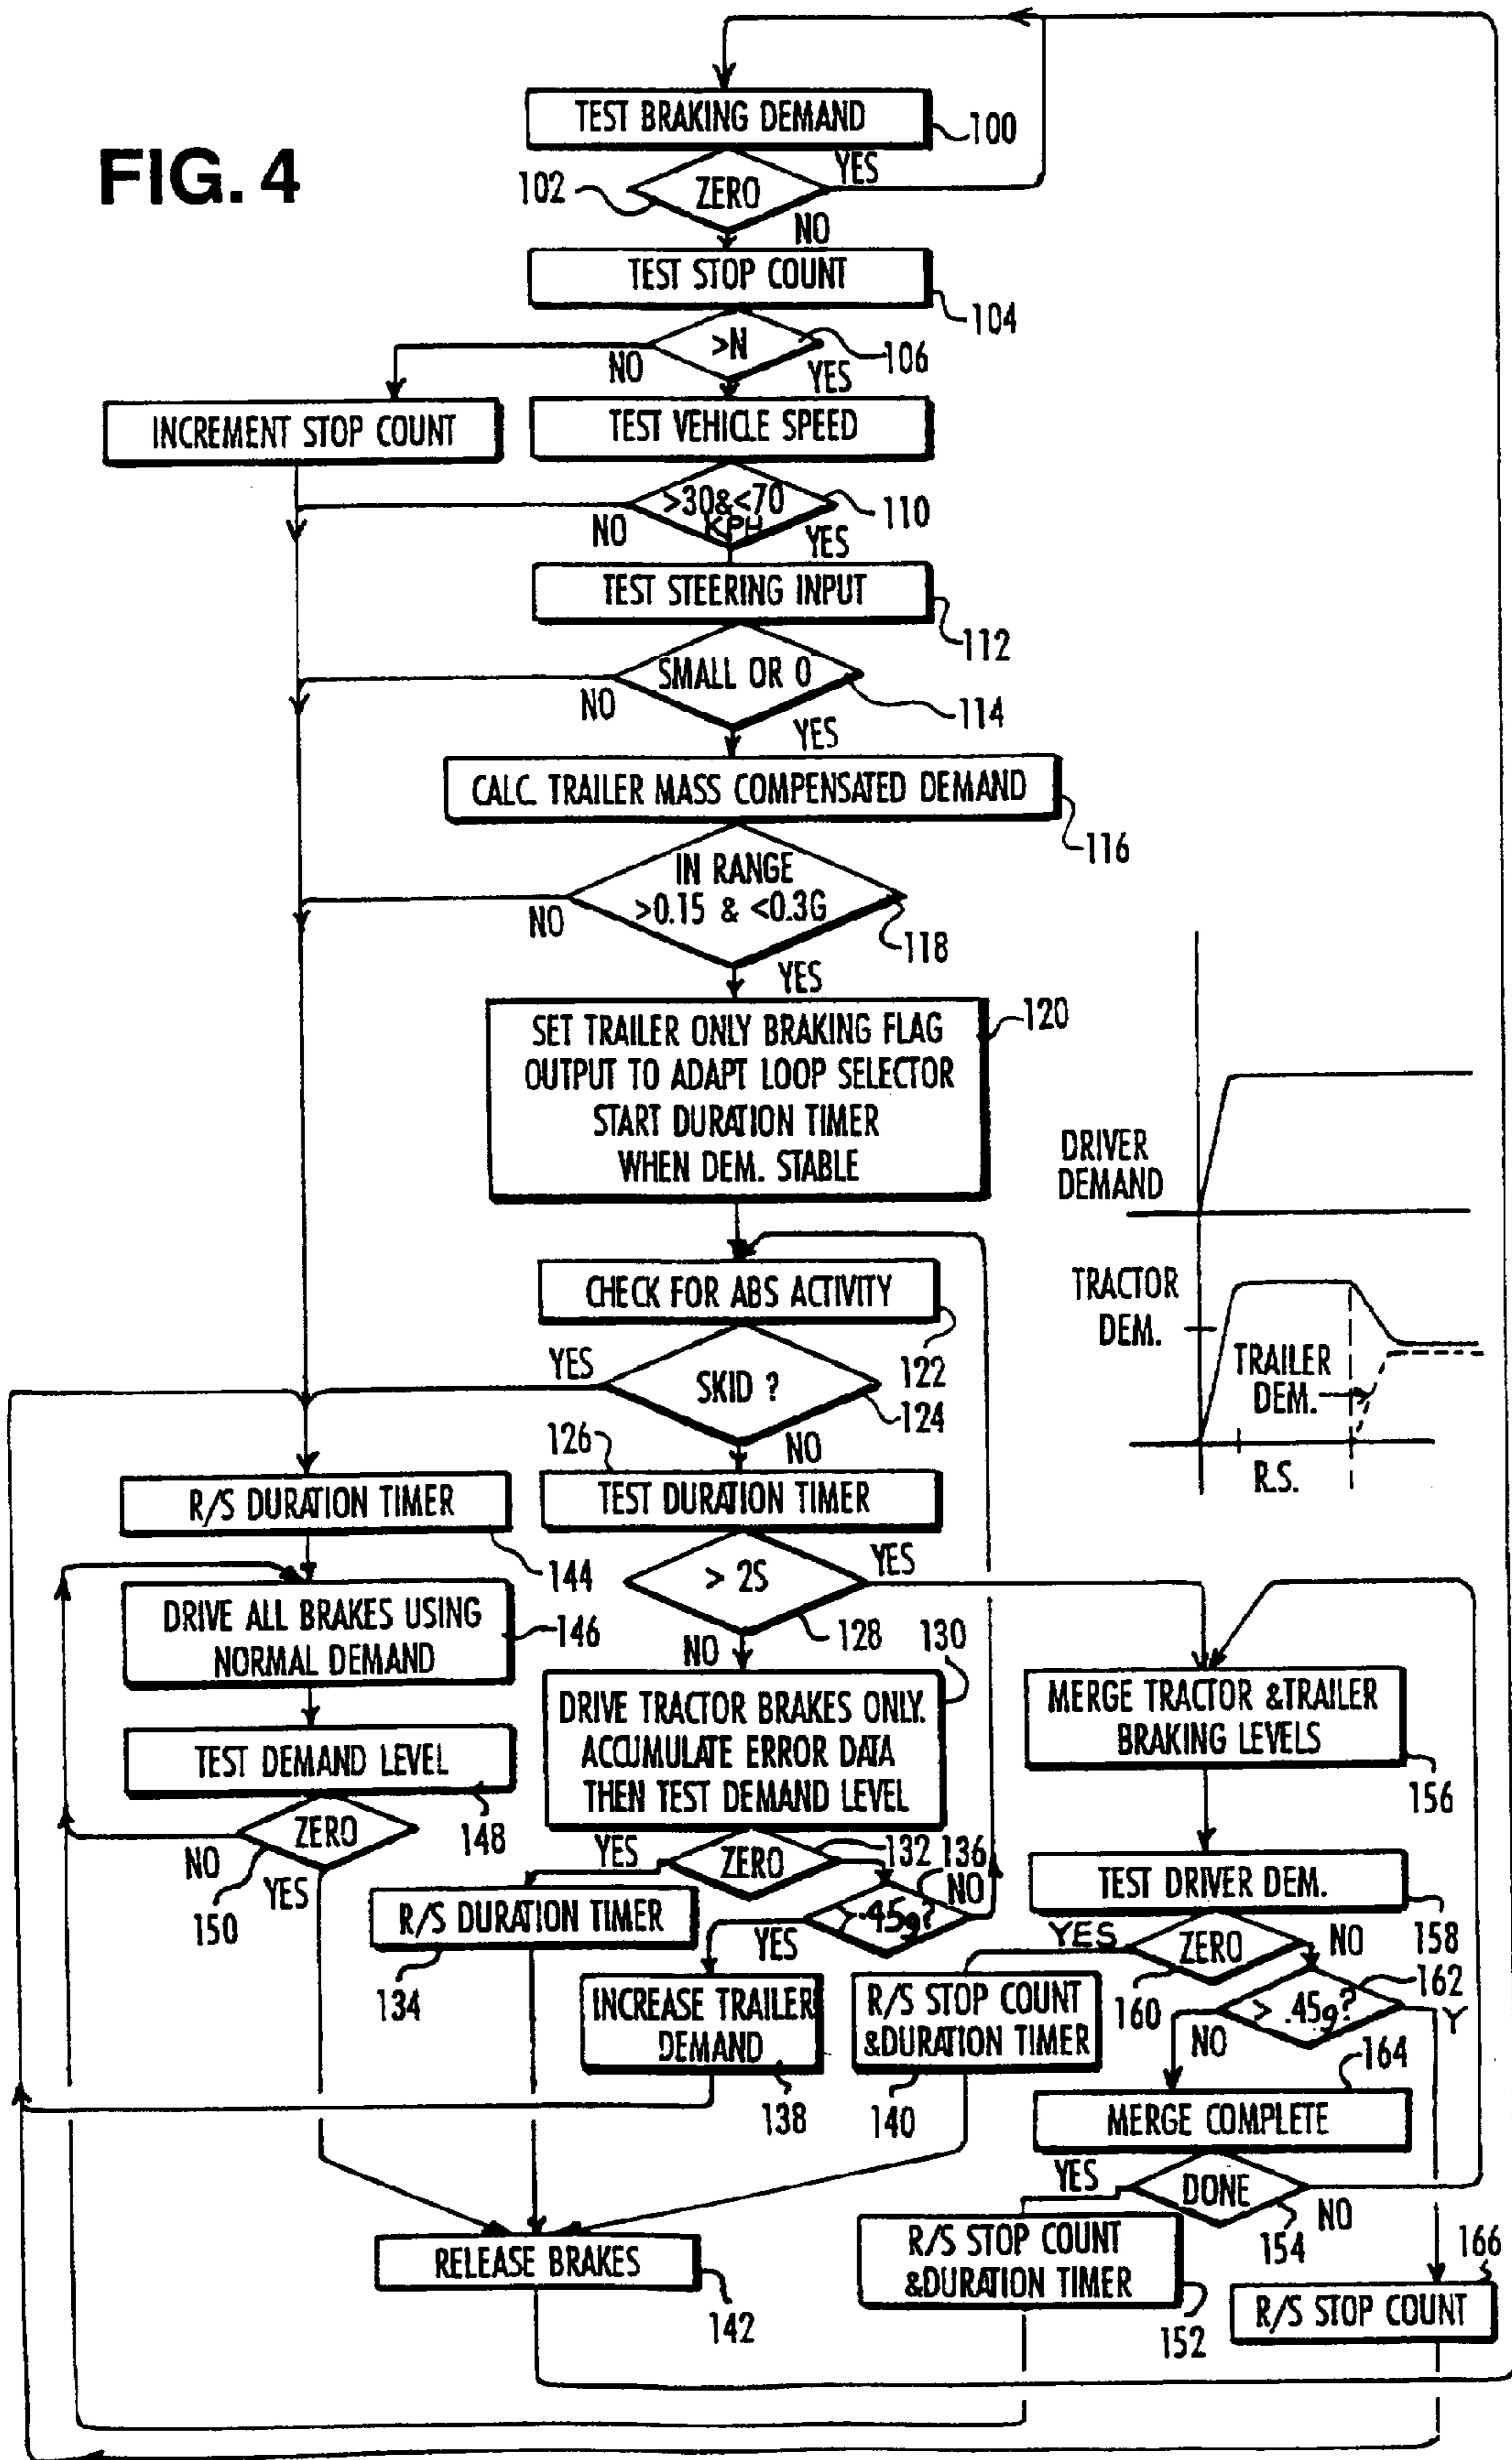 FIG. 4
TEST BRAKING DEMAND
100
102
ZERO
YES
NO
TEST STOP COUNT
104
>N
106
NO
YES
INCREMENT STOP COUNT
TEST VEHICLE SPEED
>30&<70
KPH
110
NO
YES
TEST STEERING INPUT
112
SMALL OR 0
114
NO
YES
CALC. TRAILER MASS COMPENSATED DEMAND
116
IN RANGE
>0.15 & <0.3G
118
NO
YES
SET TRAILER ONLY BRAKING FLAG
OUTPUT TO ADAPT LOOP SELECTOR
START DURATION TIMER
WHEN DEM. STABLE
120
DRIVER
DEMAND
TRACTOR
DEM.
TRAILER
DEM.
R.S.
CHECK FOR ABS ACTIVITY
122
YES
SKID ?
124
NO
126
R/S DURATION TIMER
144
TEST DURATION TIMER
> 2S
YES
128
NO
130
DRIVE ALL BRAKES USING
NORMAL DEMAND
146
DRIVE TRACTOR BRAKES ONLY.
ACCUMULATE ERROR DATA
THEN TEST DEMAND LEVEL
MERGE TRACTOR &TRAILER
BRAKING LEVELS
156
TEST DEMAND LEVEL
148
ZERO
NO
YES
150
YES
ZERO
132
136
NO
R/S DURATION TIMER
134
>.45g?
YES
TEST DRIVER DEM.
158
YES
ZERO
NO
160
162
> .45g?
Y
NO
INCREASE TRAILER
DEMAND
138
R/S STOP COUNT
&DURATION TIMER
140
164
MERGE COMPLETE
YES
DONE
NO
154
RELEASE BRAKES
142
R/S STOP COUNT
&DURATION TIMER
152
166
R/S STOP COUNT